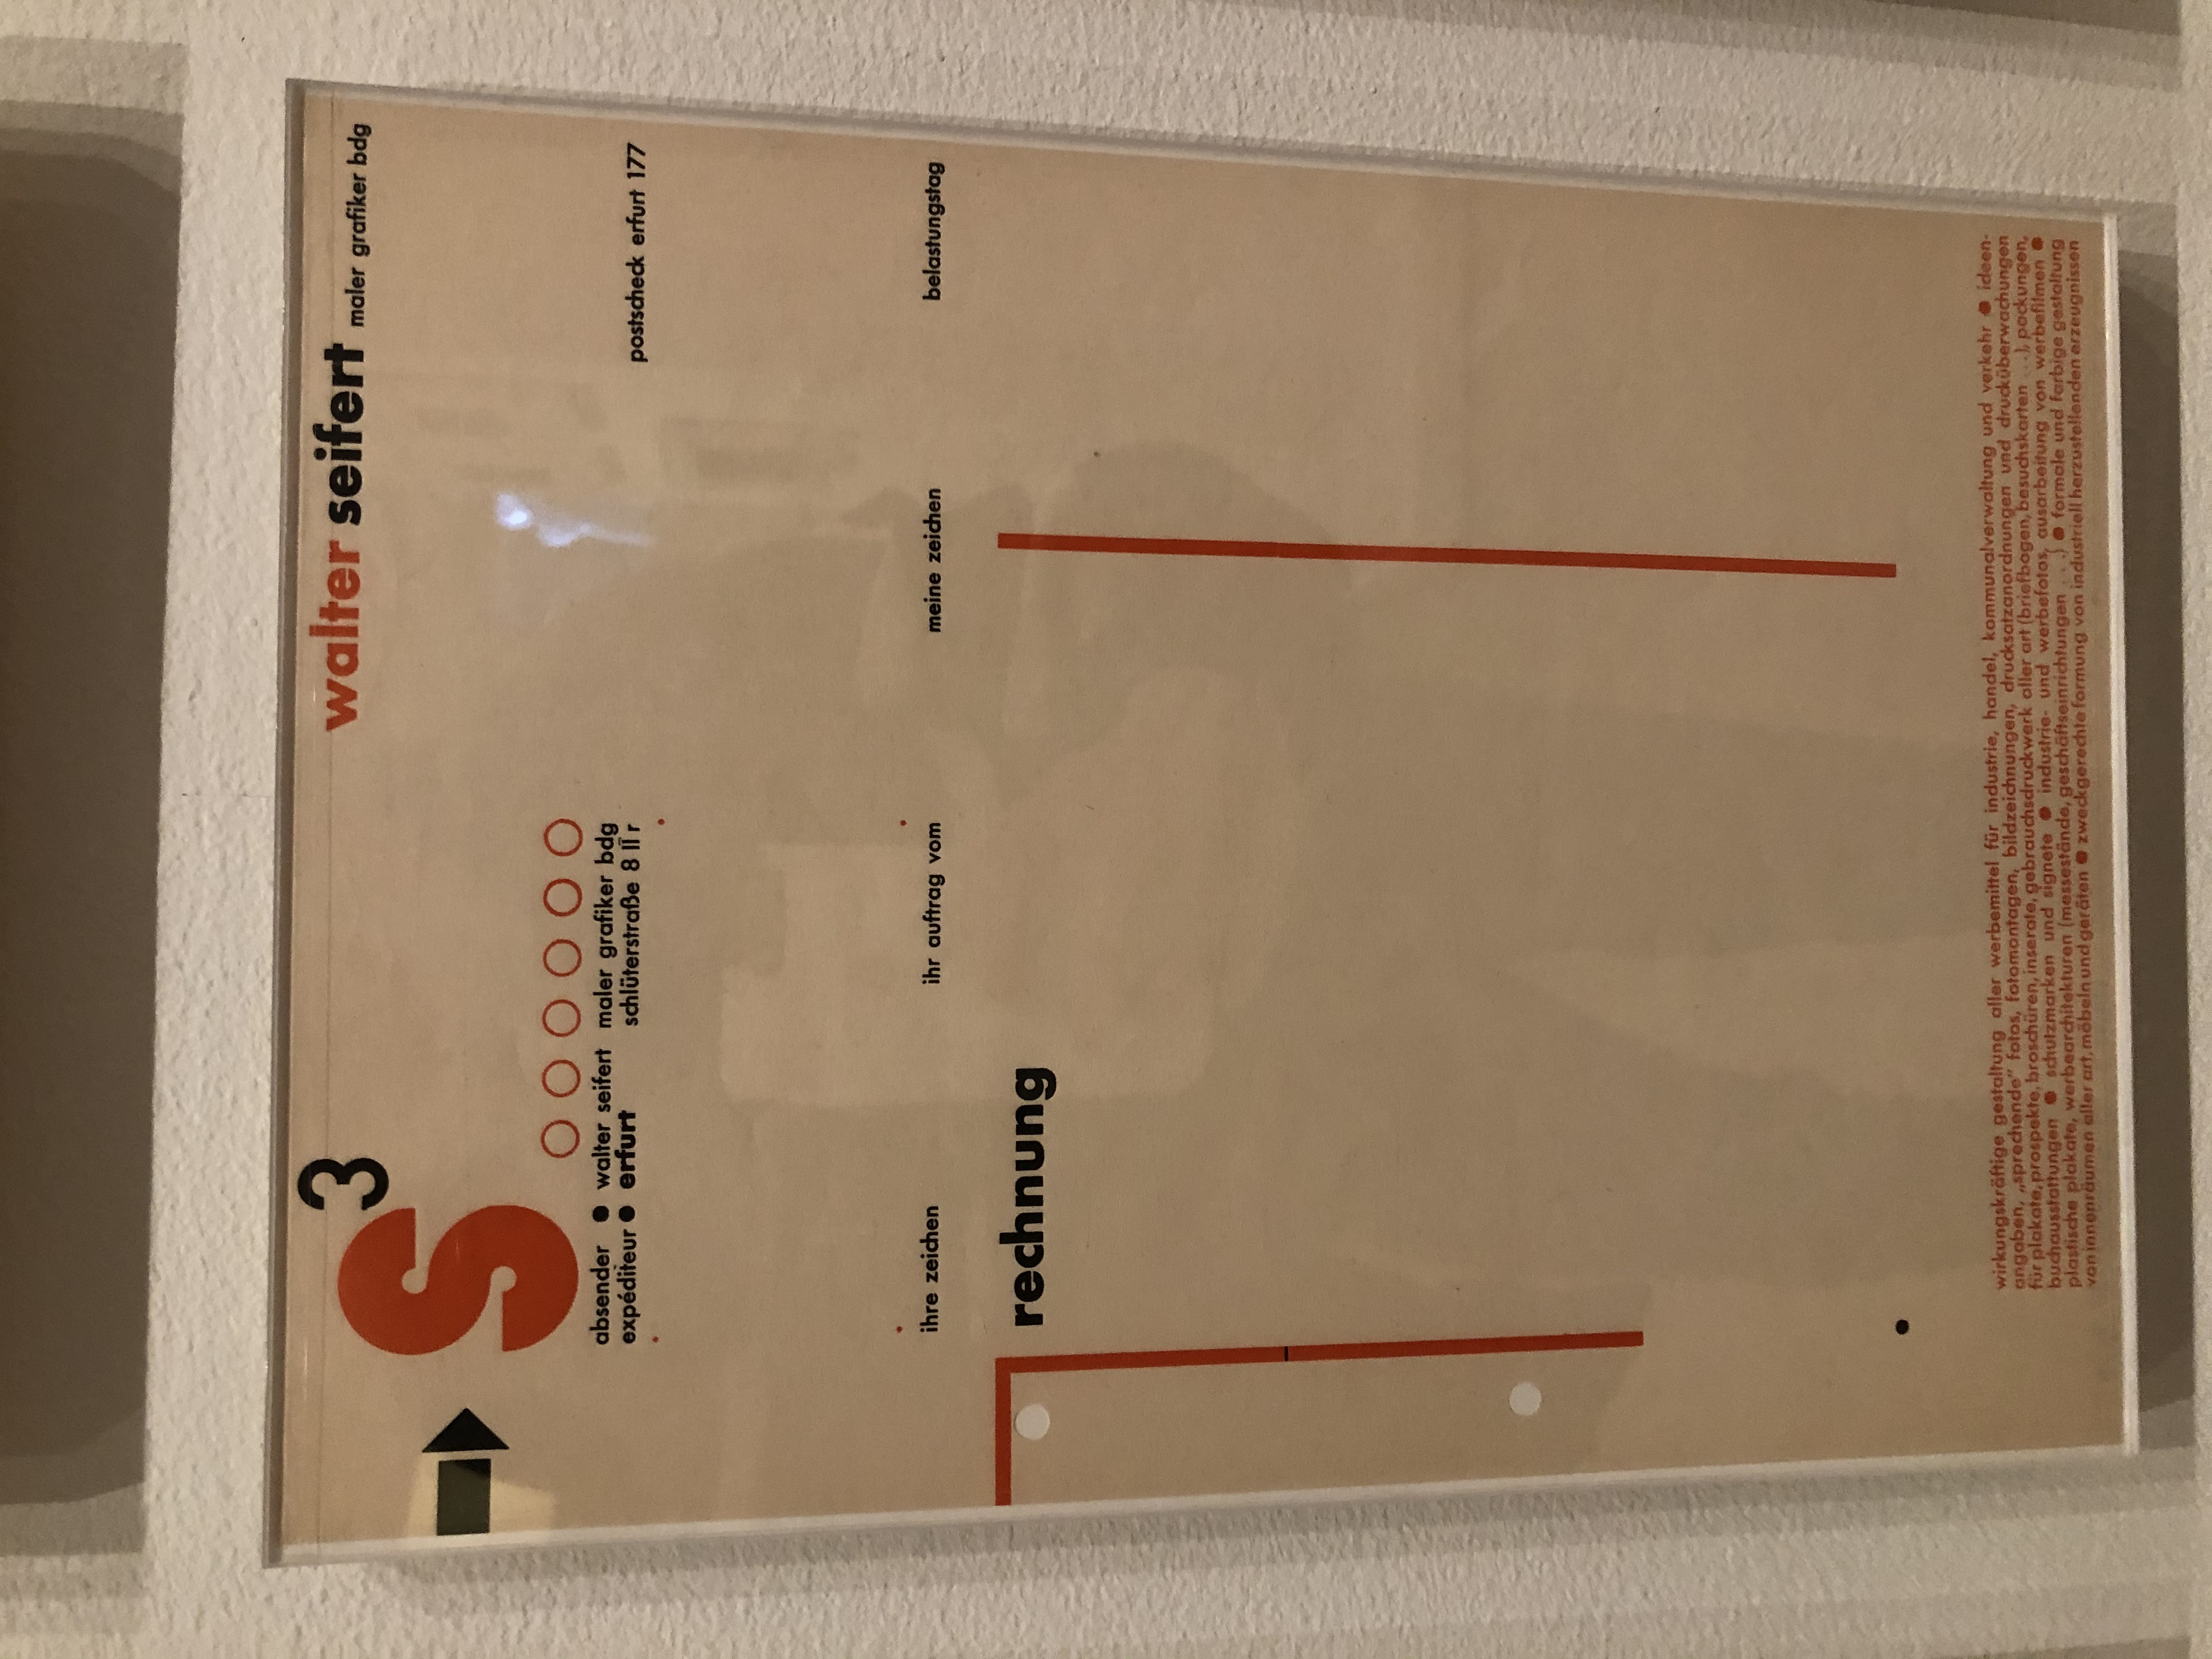 S3
walter seifert maler grafiker bdg
absender ● walter seifert maler grafiker bdg
expéditeur ● erfurt schlüterstraße 8 II r
postscheck erfurt 177
ihre zeichen ihr auftrag vom meine zeichen belastungstag
rechnung
wirkungskräftige gestaltung aller werbemittel für industrie, handel, kommunalverwaltung und verkehr ● ideen-
angaben, „sprechende" fotos, fotomontagen, bildzeichnungen, drucksatzanordnungen und drucküberwachungen
für plakate, prospekte, broschüren, inserate, gebrauchsdruckwerk aller art (briefbogen, besuchskarten ...), packungen,
buchausstattungen ● schutzmarken und signete ● industrie- und werbefotos, ausarbeitung von werbefilmen ●
plastische plakate, werbearchitekturen (messestände, geschäftseinrichtungen ...) ● formale und farbige gestaltung
von innenräumen aller art, möbeln und geräten ● zweckgerechte formung von industriell herzustellenden erzeugnissen